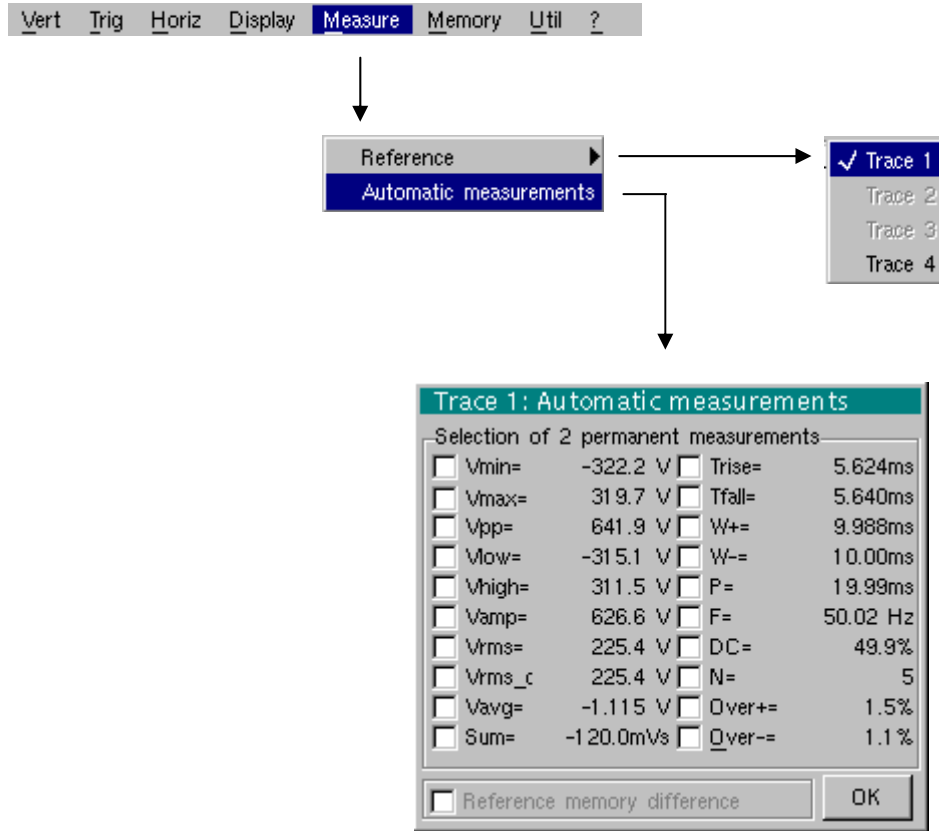 Vert Trig Horiz Display Measure Memory Util ?
Reference
Automatic measurements
Trace 1
Trace 2
Trace 3
Trace 4
Trace 1: Automatic measurements
Selection of 2 permanent measurements
Vmin= -322.2 V Trise= 5.624ms
Vmax= 319.7 V Tfall= 5.640ms
Vpp= 641.9 V W+= 9.988ms
Vlow= -315.1 V W-= 10.00ms
Vhigh= 311.5 V P= 19.99ms
Vamp= 626.6 V F= 50.02 Hz
Vrms= 225.4 V DC= 49.9%
Vrms_c 225.4 V N= 5
Vavg= -1.115 V Over+= 1.5%
Sum= -120.0mVs Over-= 1.1%
Reference memory difference OK